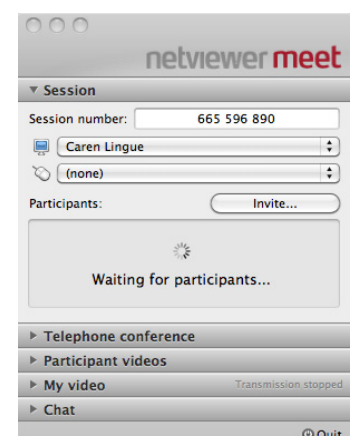 netviewer meet
Session
Session number: 665 596 890
Caren Lingue
(none)
Participants: Invite...
Waiting for participants...
Telephone conference
Participant videos
My video Transmission stopped
Chat
Quit